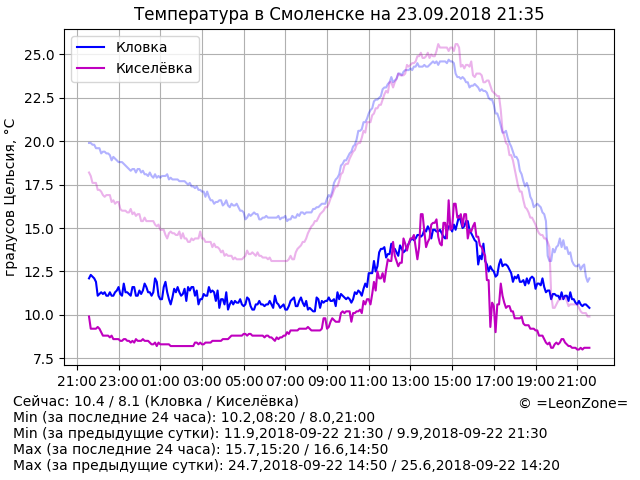 Температура в Смоленске на 23.09.2018 21:35
Кловка
Киселёвка
градусов Цельсия, °C
25.0
22.5
20.0
17.5
15.0
12.5
10.0
7.5
21:00 23:00 01:00 03:00 05:00 07:00 09:00 11:00 13:00 15:00 17:00 19:00 21:00
Сейчас: 10.4 / 8.1 (Кловка / Киселёвка)
© =LeonZone=
Min (за последние 24 часа): 10.2,08:20 / 8.0,21:00
Min (за предыдущие сутки): 11.9,2018-09-22 21:30 / 9.9,2018-09-22 21:30
Max (за последние 24 часа): 15.7,15:20 / 16.6,14:50
Max (за предыдущие сутки): 24.7,2018-09-22 14:50 / 25.6,2018-09-22 14:20